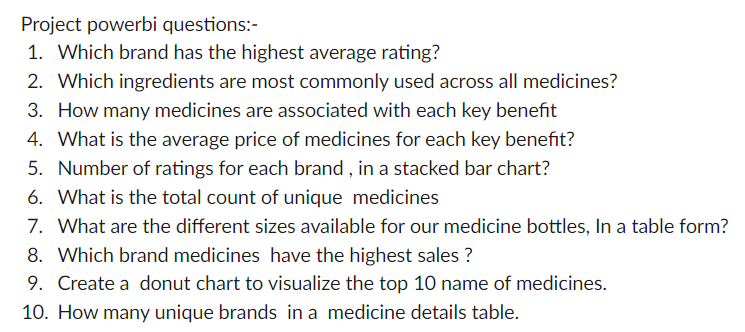 Project powerbi questions:-
1. Which brand has the highest average rating?
2. Which ingredients are most commonly used across all medicines?
3. How many medicines are associated with each key benefit
4. What is the average price of medicines for each key benefit?
5. Number of ratings for each brand , in a stacked bar chart?
6. What is the total count of unique  medicines
7. What are the different sizes available for our medicine bottles, In a table form?
8. Which brand medicines  have the highest sales ?
9. Create a  donut chart to visualize the top 10 name of medicines.
10. How many unique brands  in a  medicine details table.